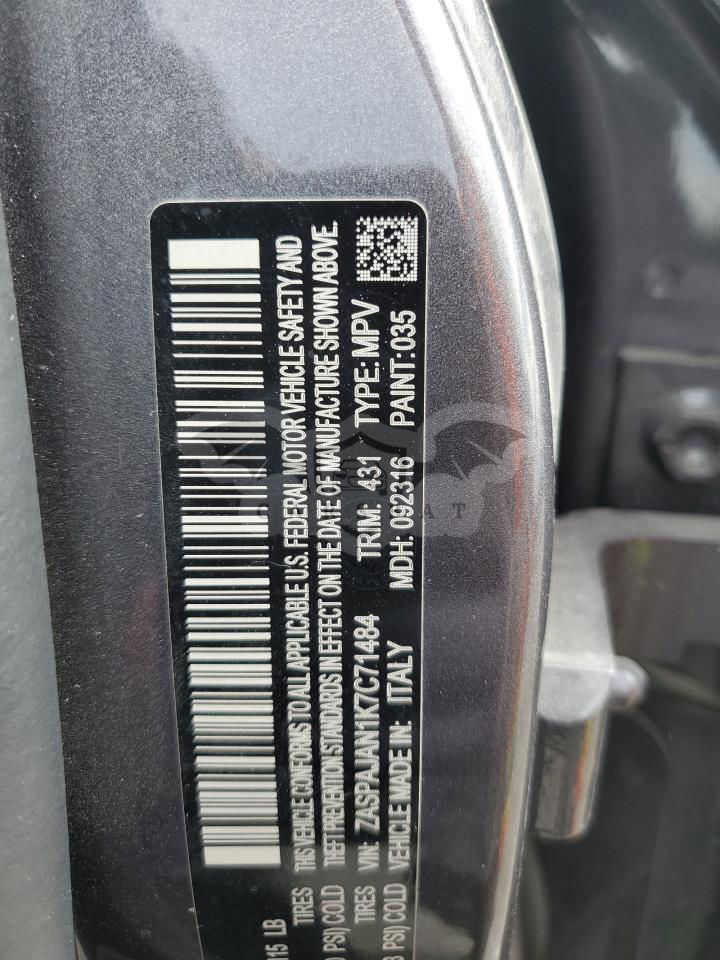 115 LB
TIRES THIS VEHICLE CONFORMS TO ALL APPLICABLE U.S. FEDERAL MOTOR VEHICLE SAFETY AND
PSI) COLD THEFT PREVENTION STANDARDS IN EFFECT ON THE DATE OF MANUFACTURE SHOWN ABOVE.
TIRES VIN: ZASPAJAN1K7C71484 TRIM: 431 TYPE: MPV
PSI) COLD VEHICLE MADE IN: ITALY MDH: 092316 PAINT: 035